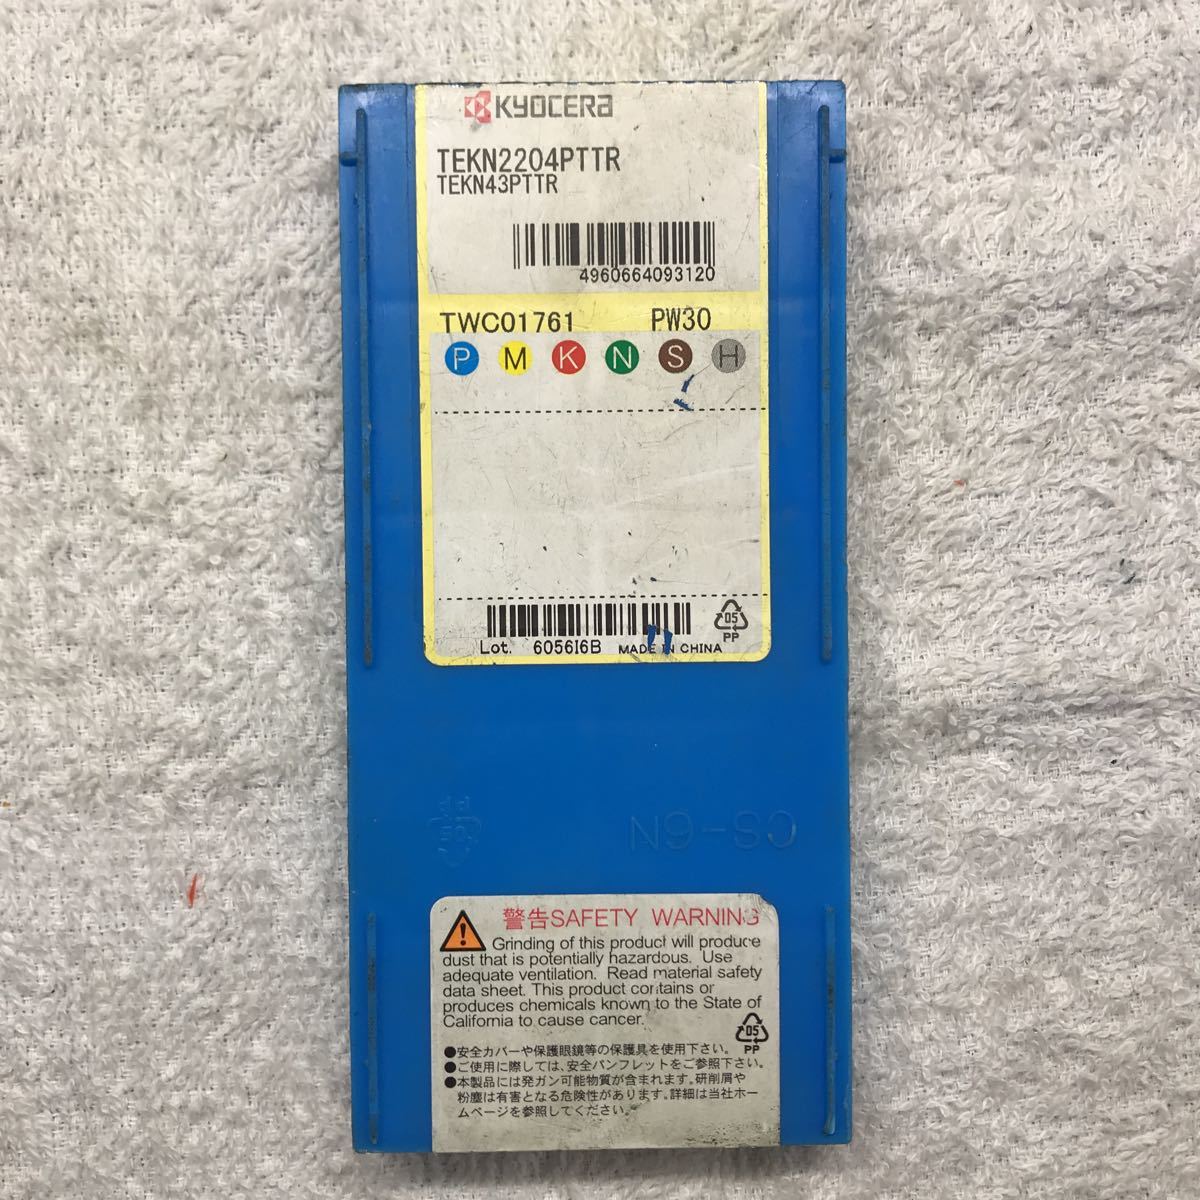 KYOCERA
TEKN2204PTTR
TEKN43PTTR
4960664093120
TWC01761 PW30
P M K N S H
05
PP
Lot. 6056I6B MADE IN CHINA
CS-6N
警告SAFETY WARNING
Grinding of this product will produce
dust that is potentially hazardous. Use
adequate ventilation. Read material safety
data sheet. This product contains or
produces chemicals known to the State of
California to cause cancer.
05
PP
●安全カバーや保護眼鏡等の保護具を使用下さい。
●ご使用に際しては、安全パンフレットをご参照下さい。
●本製品には発ガン可能物質が含まれます。研削屑や
粉塵は有害となる危険性があります。詳細は当社ホー
ムページを参照してください。